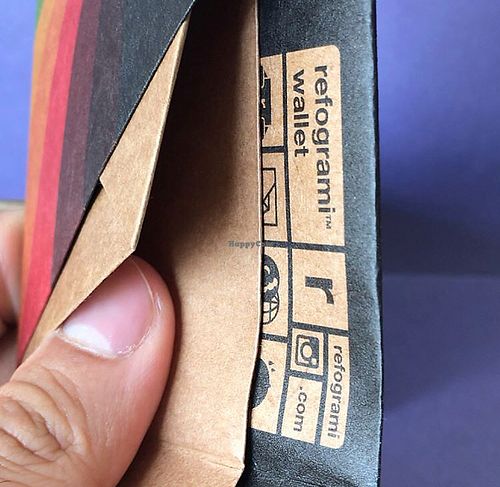 refogrami™
wallet
r
refogrami
.com